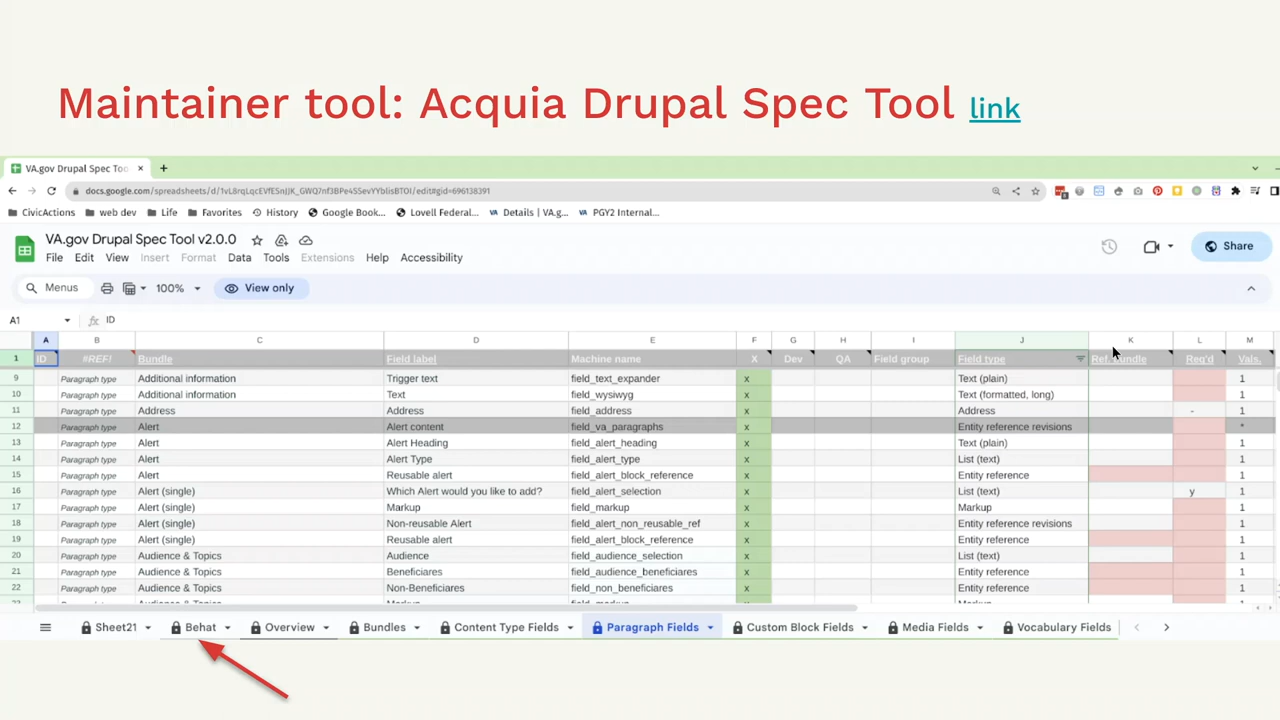 Maintainer tool: Acquia Drupal Spec Tool link
VA.gov Drupal Spec Too
docs.google.com/spreadsheets/d/1vL8rqLqcEVfESnJJK_GWQ7nf3BPe4SSevYYblisBTOI/edit#gid=696138391
CivicActions web dev Life Favorites History Google Book... Lovell Federal... VA Details | VA.g... VA PGY2 Internal...
VA.gov Drupal Spec Tool v2.0.0
File Edit View Insert Format Data Tools Extensions Help Accessibility
Share
Menus 100% View only
A1 fx ID
A B C D E F G H I J K L M
1 ID #REF! Bundle Field label Machine name X Dev QA Field group Field type Ref. bundle Req'd Vals.
9 Paragraph type Additional information Trigger text field_text_expander x Text (plain) 1
10 Paragraph type Additional information Text field_wysiwyg x Text (formatted, long) 1
11 Paragraph type Address Address field_address x Address - 1
12 Paragraph type Alert Alert content field_va_paragraphs x Entity reference revisions *
13 Paragraph type Alert Alert Heading field_alert_heading x Text (plain) 1
14 Paragraph type Alert Alert Type field_alert_type x List (text) 1
15 Paragraph type Alert Reusable alert field_alert_block_reference x Entity reference 1
16 Paragraph type Alert (single) Which Alert would you like to add? field_alert_selection x List (text) y 1
17 Paragraph type Alert (single) Markup field_markup x Markup 1
18 Paragraph type Alert (single) Non-reusable Alert field_alert_non_reusable_ref x Entity reference revisions 1
19 Paragraph type Alert (single) Reusable alert field_alert_block_reference x Entity reference 1
20 Paragraph type Audience & Topics Audience field_audience_selection x List (text) 1
21 Paragraph type Audience & Topics Beneficiares field_audience_beneficiares x Entity reference 1
22 Paragraph type Audience & Topics Non-Beneficiares field_non_beneficiares x Entity reference 1
Sheet21 Behat Overview Bundles Content Type Fields Paragraph Fields Custom Block Fields Media Fields Vocabulary Fields